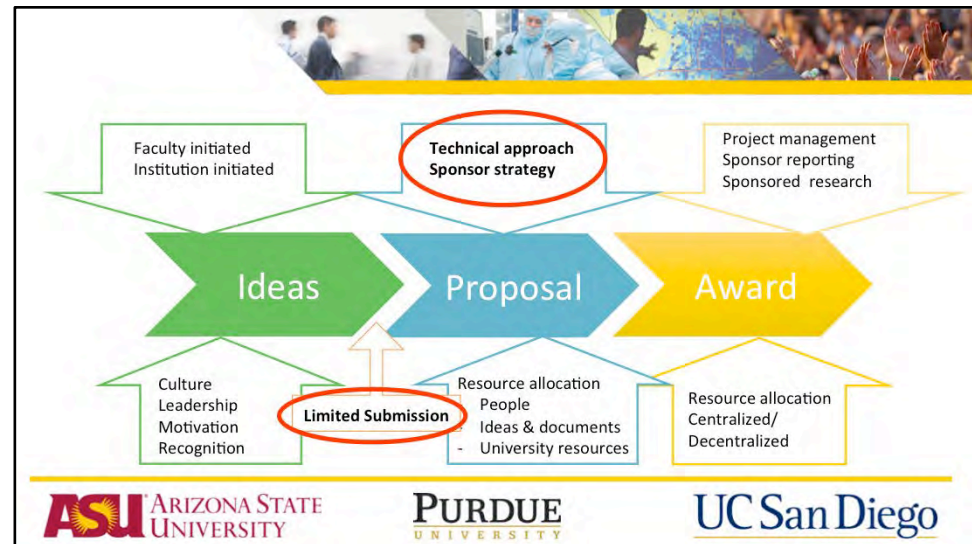 Faculty initiated
Institution initiated
Technical approach
Sponsor strategy
Project management
Sponsor reporting
Sponsored research
Ideas
Proposal
Award
Culture
Leadership
Motivation
Recognition
Limited Submission
Resource allocation
People
Ideas & documents
- University resources
Resource allocation
Centralized/
Decentralized
ASU ARIZONA STATE
UNIVERSITY
PURDUE
UNIVERSITY
UC San Diego